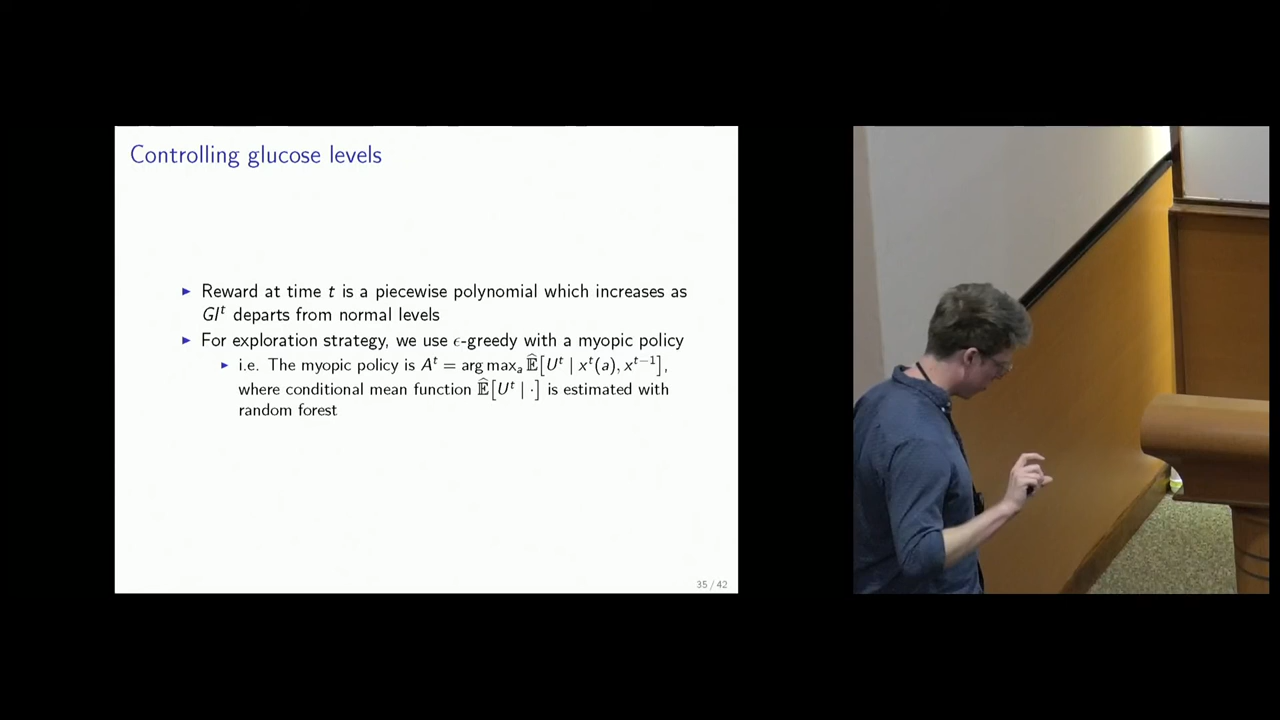 Controlling glucose levels
▶ Reward at time t is a piecewise polynomial which increases as
Gl^t departs from normal levels
▶ For exploration strategy, we use ϵ-greedy with a myopic policy
▶ i.e. The myopic policy is A^t = arg max_a 𝔼̂[U^t | x^t(a), x^{t−1}],
where conditional mean function 𝔼̂[U^t | ·] is estimated with
random forest
35 / 42